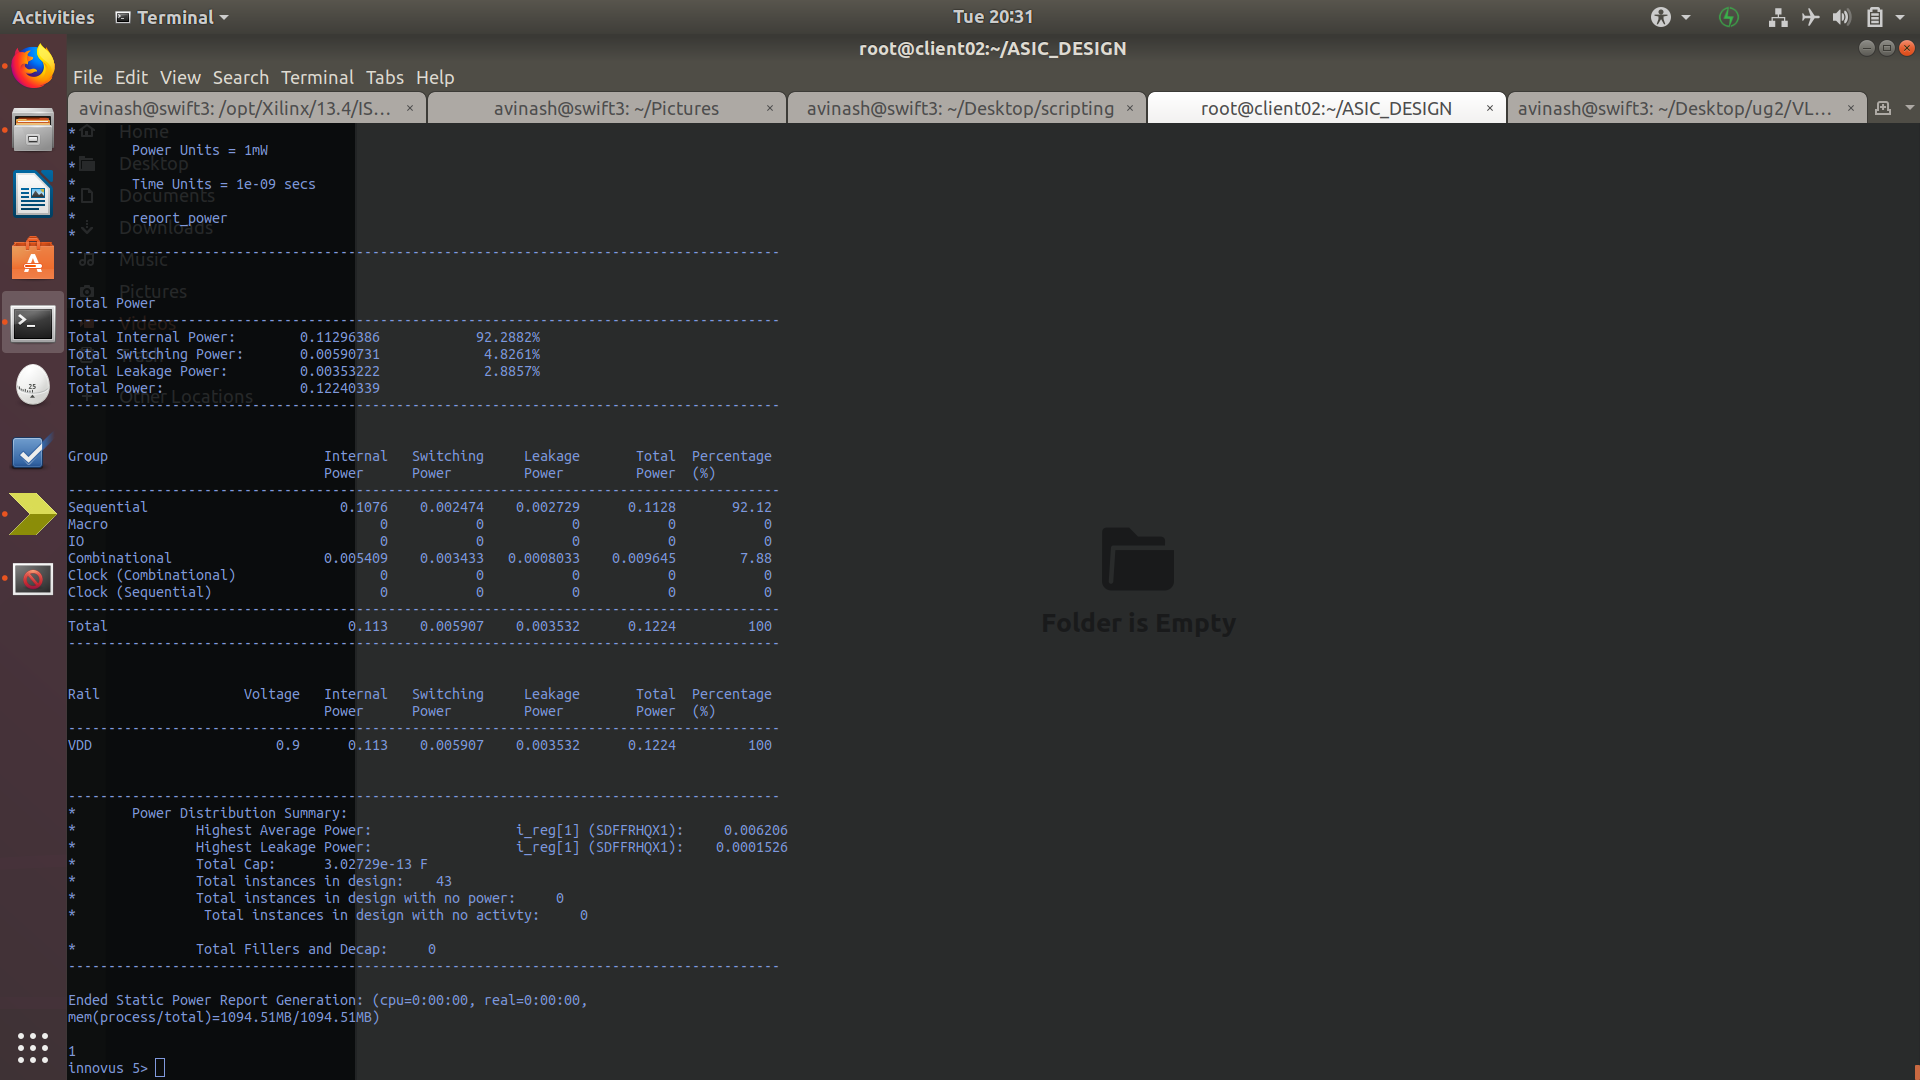 Activities Terminal Tue 20:31
root@client02:~/ASIC_DESIGN
File Edit View Search Terminal Tabs Help
avinash@swift3: /opt/Xilinx/13.4/IS... × avinash@swift3: ~/Pictures × avinash@swift3: ~/Desktop/scripting × root@client02:~/ASIC_DESIGN × avinash@swift3: ~/Desktop/ug2/VL... ×
* Home
* Power Units = 1mW
* Desktop
* Time Units = 1e-09 secs
* Documents
* report_power
* Downloads
-----------------------------------------------------------------------------------------
Music
Pictures
Total Power
-----------------------------------------------------------------------------------------
Videos
Total Internal Power: 0.11296386 92.2882%
Total Switching Power: 0.00590731 4.8261%
Total Leakage Power: 0.00353222 2.8857%
Total Power: 0.12240339
+ Other Locations
-----------------------------------------------------------------------------------------
Group Internal Switching Leakage Total Percentage
Power Power Power Power (%)
-----------------------------------------------------------------------------------------
Sequential 0.1076 0.002474 0.002729 0.1128 92.12
Macro 0 0 0 0 0
IO 0 0 0 0 0
Combinational 0.005409 0.003433 0.0008033 0.009645 7.88
Clock (Combinational) 0 0 0 0 0
Clock (Sequential) 0 0 0 0 0
-----------------------------------------------------------------------------------------
Total 0.113 0.005907 0.003532 0.1224 100
-----------------------------------------------------------------------------------------
Folder is Empty
Rail Voltage Internal Switching Leakage Total Percentage
Power Power Power Power (%)
-----------------------------------------------------------------------------------------
VDD 0.9 0.113 0.005907 0.003532 0.1224 100
-----------------------------------------------------------------------------------------
* Power Distribution Summary:
* Highest Average Power: i_reg[1] (SDFFRHQX1): 0.006206
* Highest Leakage Power: i_reg[1] (SDFFRHQX1): 0.0001526
* Total Cap: 3.02729e-13 F
* Total instances in design: 43
* Total instances in design with no power: 0
* Total instances in design with no activty: 0
* Total Fillers and Decap: 0
-----------------------------------------------------------------------------------------
Ended Static Power Report Generation: (cpu=0:00:00, real=0:00:00,
mem(process/total)=1094.51MB/1094.51MB)
1
innovus 5>
25